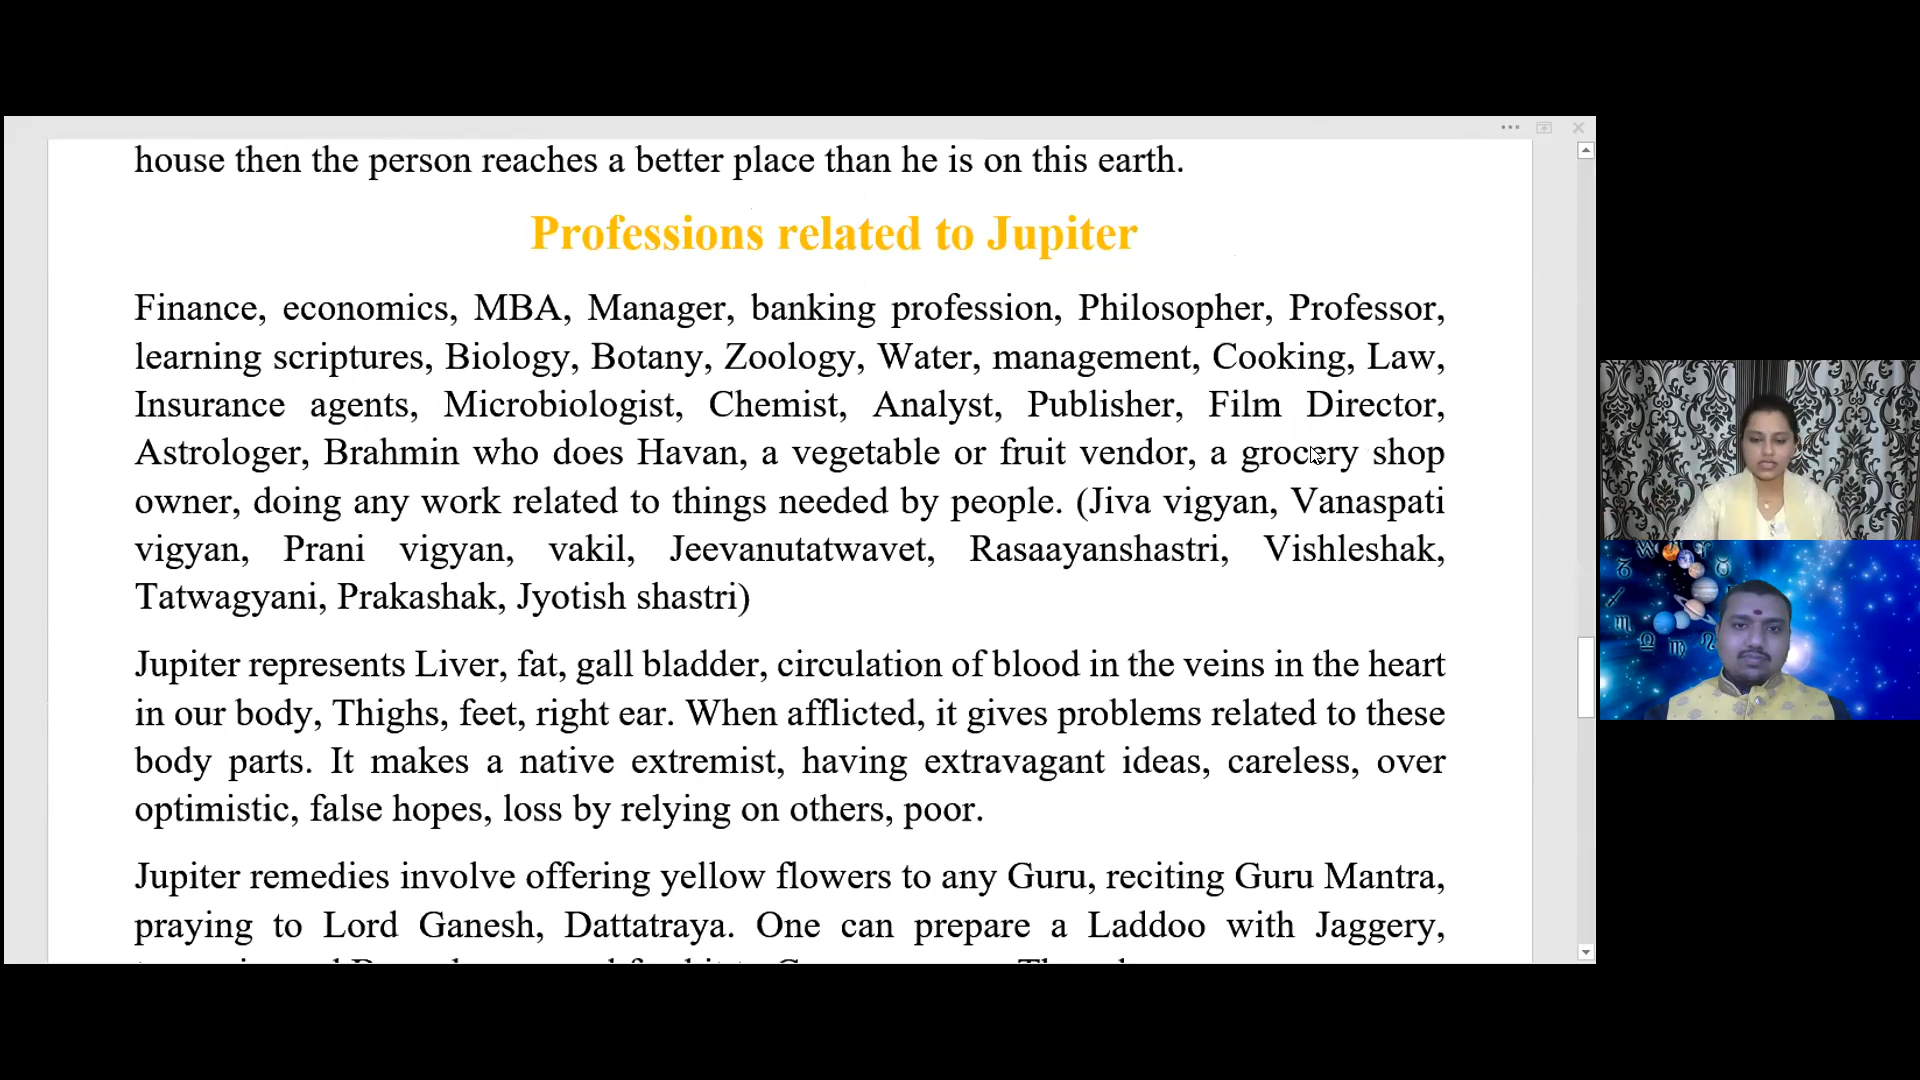 house then the person reaches a better place than he is on this earth.
Professions related to Jupiter
Finance, economics, MBA, Manager, banking profession, Philosopher, Professor,
learning scriptures, Biology, Botany, Zoology, Water, management, Cooking, Law,
Insurance agents, Microbiologist, Chemist, Analyst, Publisher, Film Director,
Astrologer, Brahmin who does Havan, a vegetable or fruit vendor, a grocery shop
owner, doing any work related to things needed by people. (Jiva vigyan, Vanaspati
vigyan, Prani vigyan, vakil, Jeevanutatwavet, Rasaayanshastri, Vishleshak,
Tatwagyani, Prakashak, Jyotish shastri)
Jupiter represents Liver, fat, gall bladder, circulation of blood in the veins in the heart
in our body, Thighs, feet, right ear. When afflicted, it gives problems related to these
body parts. It makes a native extremist, having extravagant ideas, careless, over
optimistic, false hopes, loss by relying on others, poor.
Jupiter remedies involve offering yellow flowers to any Guru, reciting Guru Mantra,
praying to Lord Ganesh, Dattatraya. One can prepare a Laddoo with Jaggery,